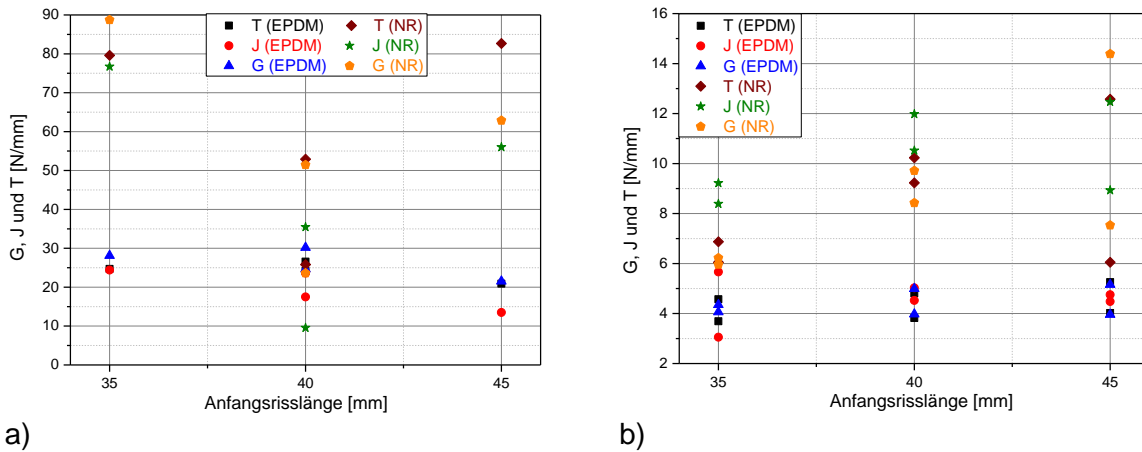 90
80
70
60
50
40
30
20
10
0
G, J und T [N/mm]
T (EPDM)
J (EPDM)
G (EPDM)
T (NR)
J (NR)
G (NR)
35
40
45
Anfangsrisslänge [mm]
a)
16
14
12
10
8
6
4
2
G, J und T [N/mm]
T (EPDM)
J (EPDM)
G (EPDM)
T (NR)
J (NR)
G (NR)
35
40
45
Anfangsrisslänge [mm]
b)